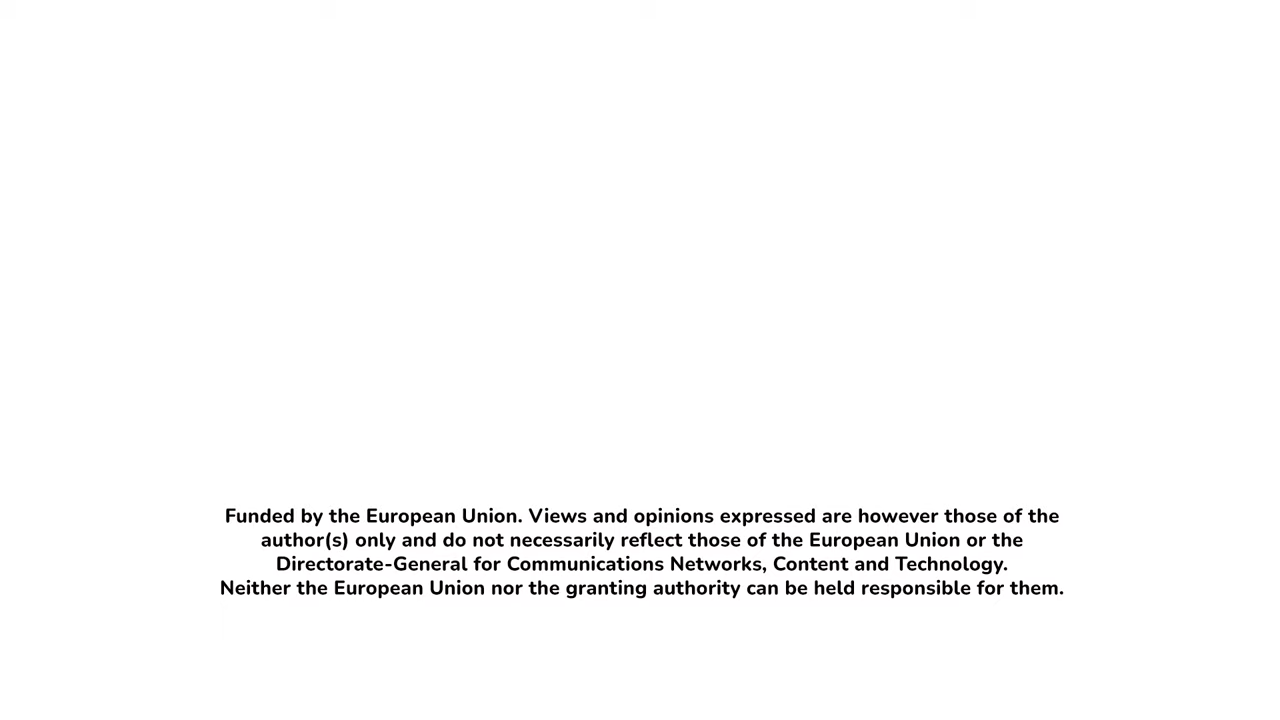 Funded by the European Union. Views and opinions expressed are however those of the
author(s) only and do not necessarily reflect those of the European Union or the
Directorate-General for Communications Networks, Content and Technology.
Neither the European Union nor the granting authority can be held responsible for them.